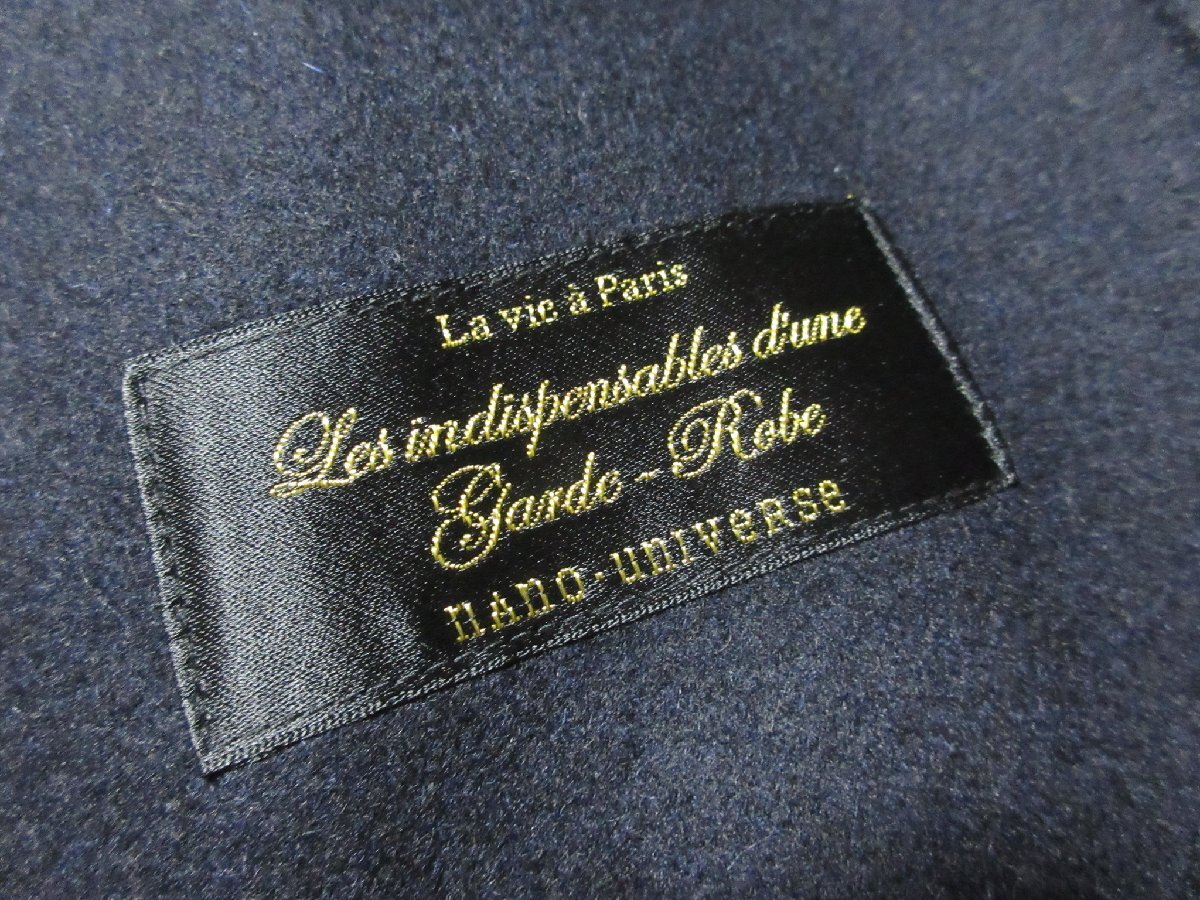 La vie à Paris
Les indispensables d'une
Garde-Robe
nano·universe